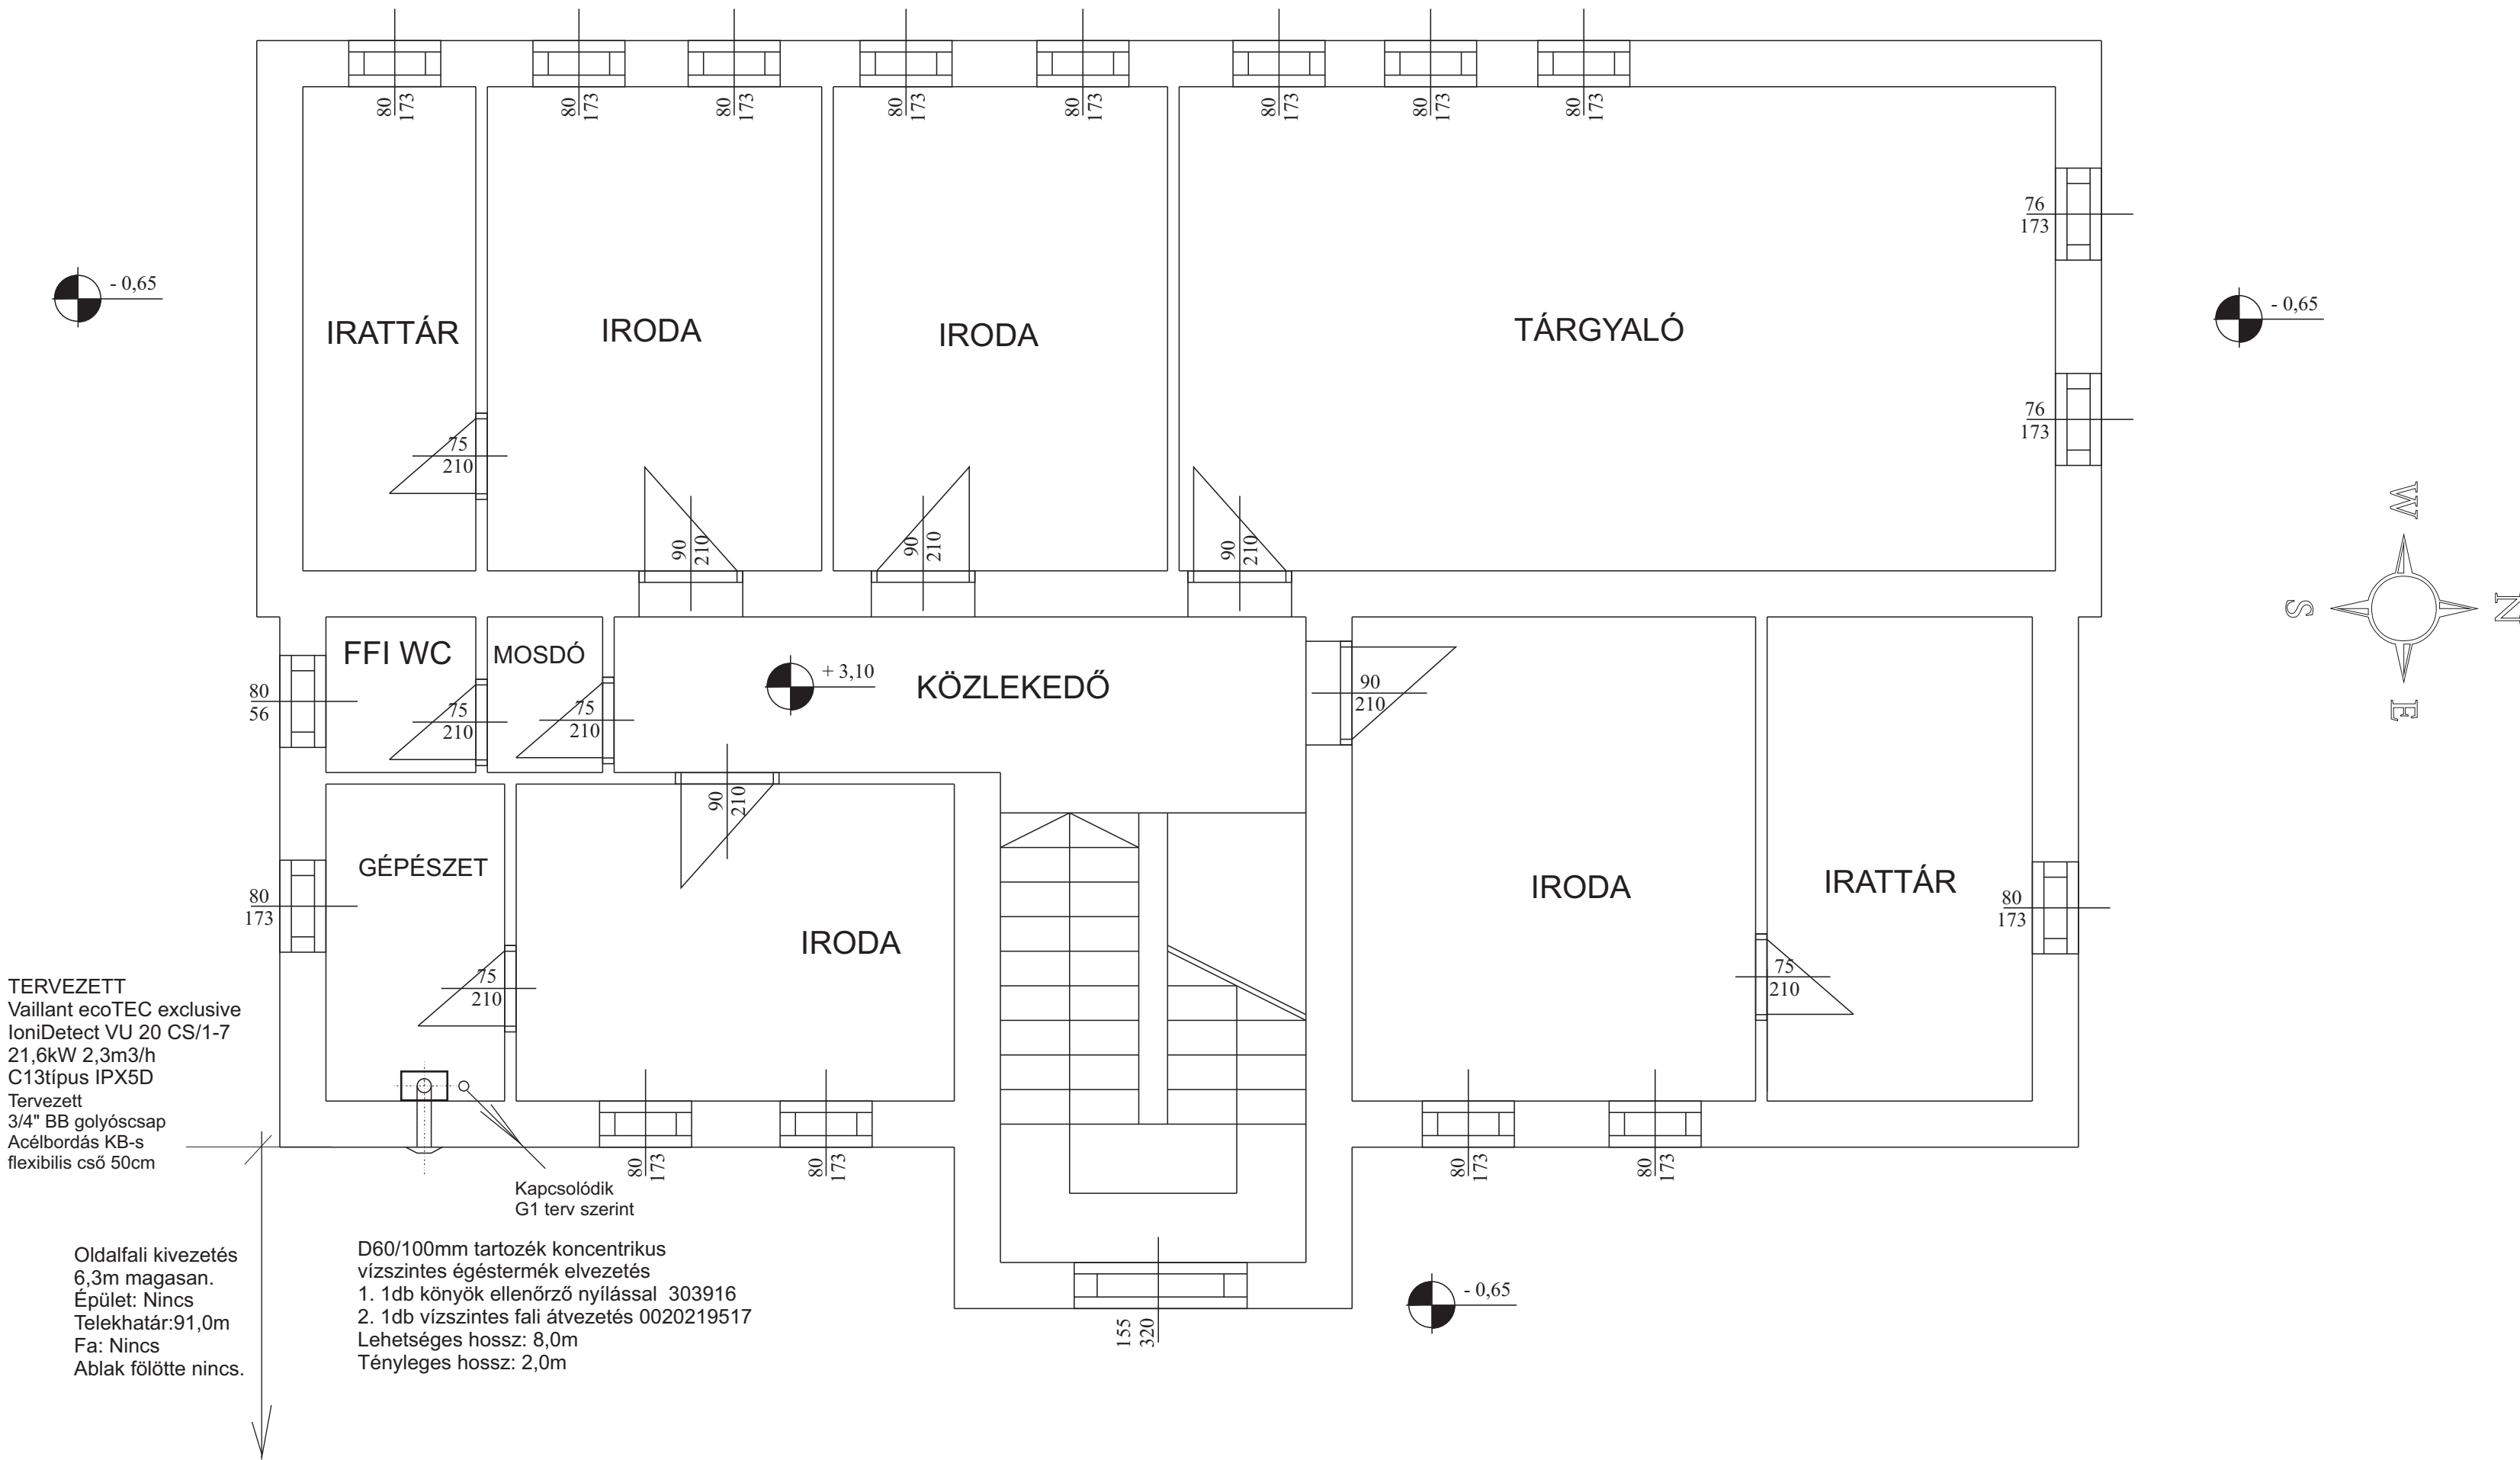 80
173
80
173
80
173
80
173
80
173
80
173
80
173
80
173
76
173
- 0,65
- 0,65
IRATTÁR
IRODA
IRODA
TÁRGYALÓ
76
173
75
210
90
210
90
210
90
210
W
S
N
E
FFI WC
MOSDÓ
+ 3,10
KÖZLEKEDŐ
80
56
75
210
75
210
90
210
90
210
GÉPÉSZET
80
173
IRODA
IRODA
IRATTÁR
80
173
75
210
75
210
TERVEZETT
Vaillant ecoTEC exclusive
IoniDetect VU 20 CS/1-7
21,6kW 2,3m3/h
C13típus IPX5D
Tervezett
3/4" BB golyóscsap
Acélbordás KB-s
flexibilis cső 50cm
80
173
80
173
80
173
80
173
Kapcsolódik
G1 terv szerint
Oldalfali kivezetés
6,3m magasan.
Épület: Nincs
Telekhatár:91,0m
Fa: Nincs
Ablak fölötte nincs.
D60/100mm tartozék koncentrikus
vízszintes égéstermék elvezetés
1. 1db könyök ellenőrző nyílással 303916
2. 1db vízszintes fali átvezetés 0020219517
Lehetséges hossz: 8,0m
Tényleges hossz: 2,0m
155
320
- 0,65